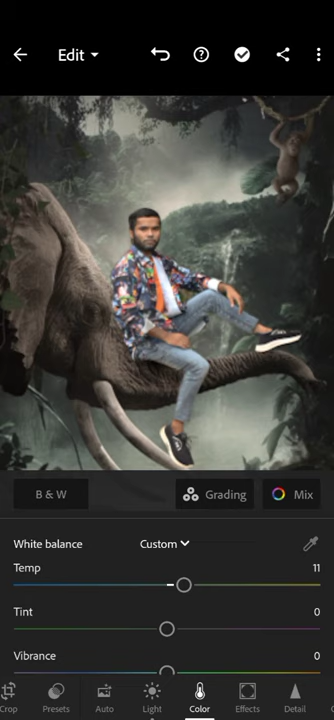 Edit
B & W
Grading
Mix
White balance
Custom
Temp
11
Tint
0
Vibrance
0
Crop
Presets
Auto
Light
Color
Effects
Detail